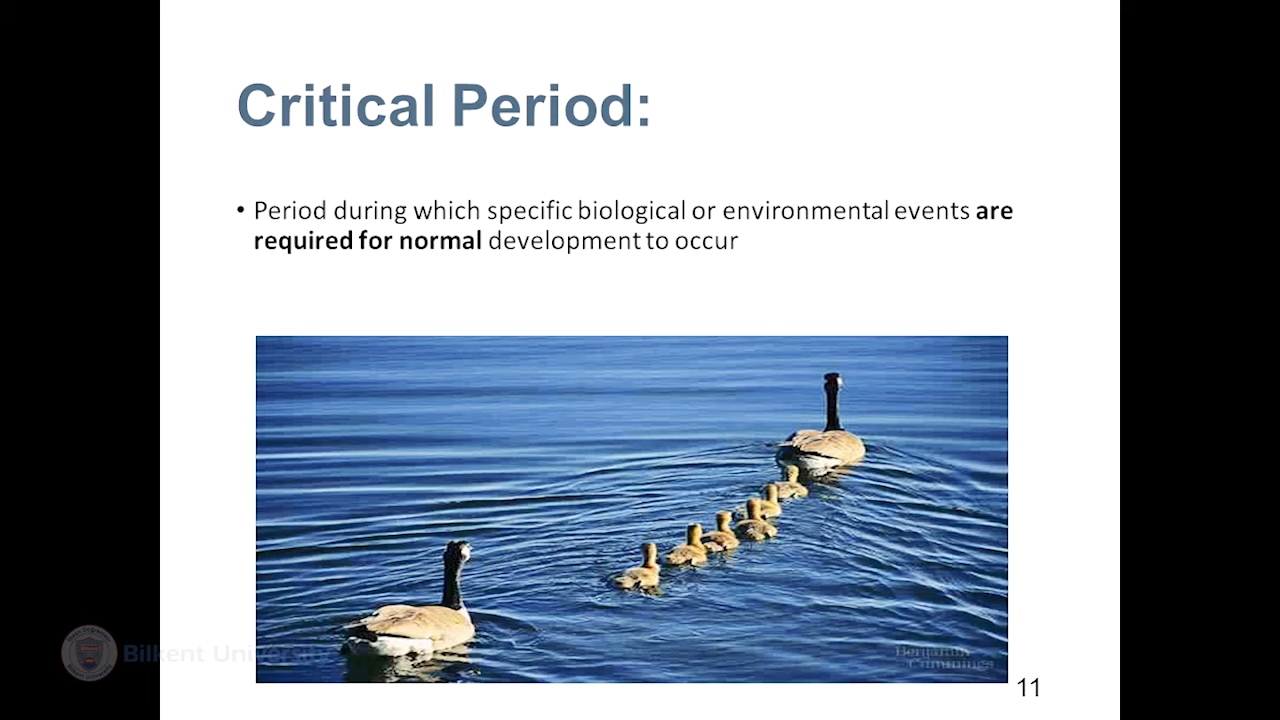 Critical Period:
• Period during which specific biological or environmental events are
required for normal development to occur
Bilkent University
Benjamin
Cummings
11